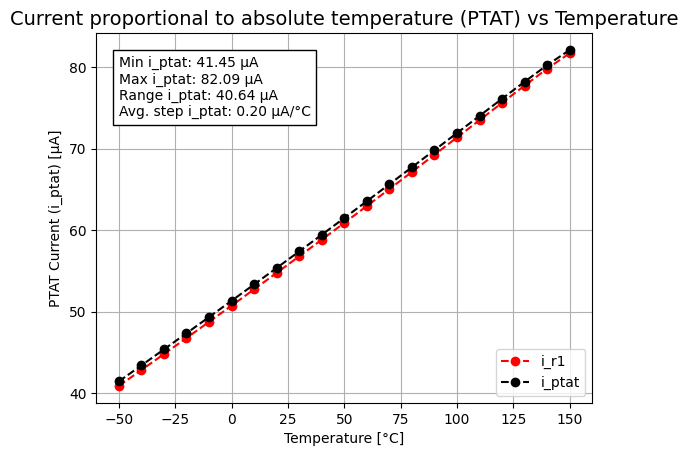 Current proportional to absolute temperature (PTAT) vs Temperature
Min i_ptat: 41.45 µA
Max i_ptat: 82.09 µA
Range i_ptat: 40.64 µA
Avg. step i_ptat: 0.20 µA/°C
PTAT Current (i_ptat) [µA]
80
70
60
50
40
i_r1
i_ptat
−50
−25
0
25
50
75
100
125
150
Temperature [°C]